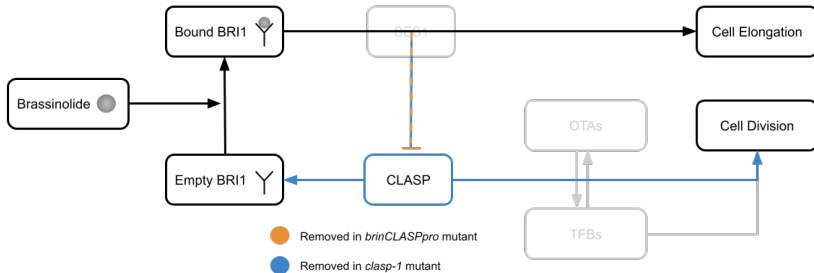 Bound BRI1
BES1
Cell Elongation
Brassinolide
OTAs
Cell Division
Empty BRI1
CLASP
TFBs
Removed in brinCLASPpro mutant
Removed in clasp-1 mutant